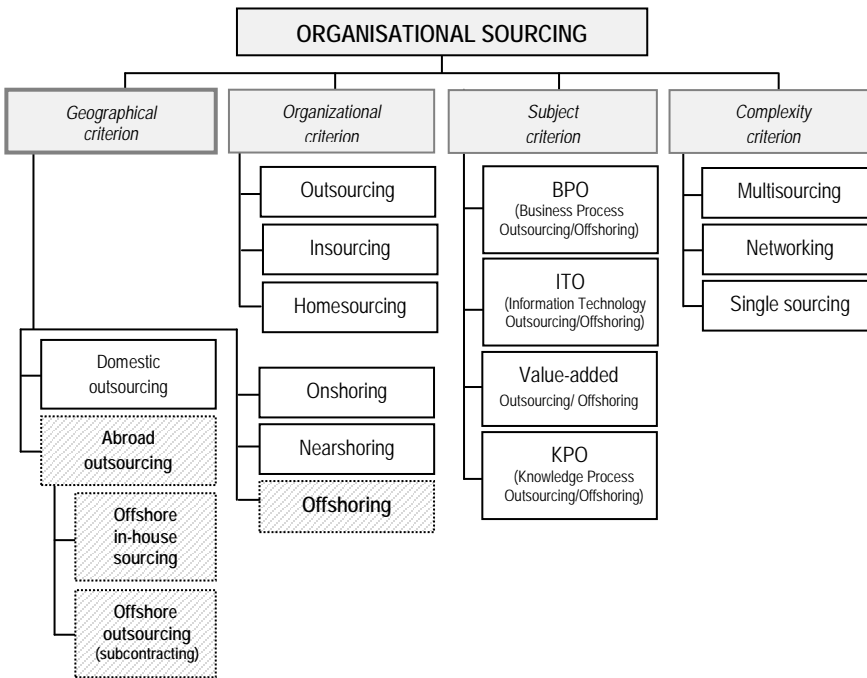 ORGANISATIONAL SOURCING
Geographical
criterion
Organizational
criterion
Subject
criterion
Complexity
criterion
Outsourcing
Insourcing
Homesourcing
BPO
(Business Process
Outsourcing/Offshoring)
ITO
(Information Technology
Outsourcing/Offshoring)
Value-added
Outsourcing/ Offshoring
KPO
(Knowledge Process
Outsourcing/Offshoring)
Multisourcing
Networking
Single sourcing
Domestic
outsourcing
Abroad
outsourcing
Offshore
in-house
sourcing
Offshore
outsourcing
(subcontracting)
Onshoring
Nearshoring
Offshoring